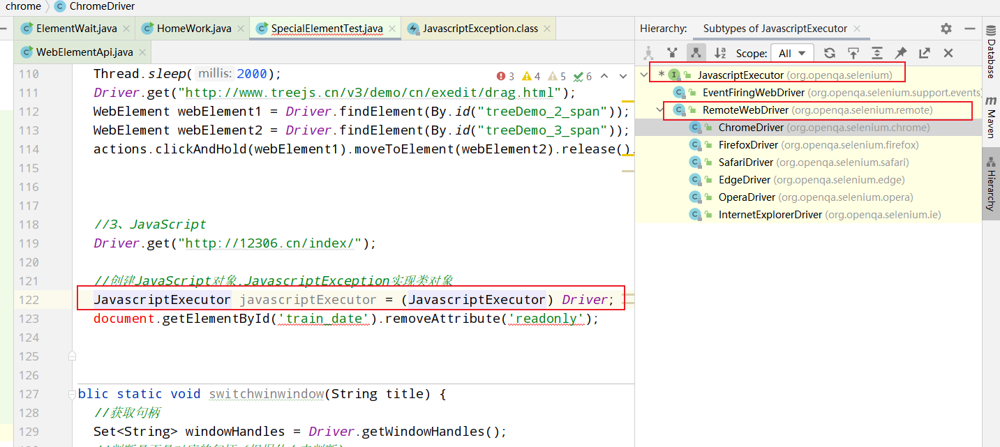 chrome ChromeDriver
ElementWait.java HomeWork.java SpecialElementTest.java JavascriptException.class
WebElementApi.java
110 Thread.sleep( millis: 2000); 3 4 5 6
111 Driver.get("http://www.treejs.cn/v3/demo/cn/exedit/drag.html");
112 WebElement webElement1 = Driver.findElement(By.id("treeDemo_2_span"));
113 WebElement webElement2 = Driver.findElement(By.id("treeDemo_3_span"));
114 actions.clickAndHold(webElement1).moveToElement(webElement2).release().
115
116
117
118 //3、JavaScript
119 Driver.get("http://12306.cn/index/");
120
121 //创建JavaScript对象,JavascriptException实现类对象
122 JavascriptExecutor javascriptExecutor = (JavascriptExecutor) Driver;
123 document.getElementById('train_date').removeAttribute('readonly');
124
125
126
127 blic static void switchwinwindow(String title) {
128 //获取句柄
129 Set<String> windowHandles = Driver.getWindowHandles();
Hierarchy: Subtypes of JavascriptExecutor
Scope: All
* JavascriptExecutor (org.openqa.selenium)
EventFiringWebDriver (org.openqa.selenium.support.events)
RemoteWebDriver (org.openqa.selenium.remote)
ChromeDriver (org.openqa.selenium.chrome)
FirefoxDriver (org.openqa.selenium.firefox)
SafariDriver (org.openqa.selenium.safari)
EdgeDriver (org.openqa.selenium.edge)
OperaDriver (org.openqa.selenium.opera)
InternetExplorerDriver (org.openqa.selenium.ie)
Database
m Maven
Hierarchy